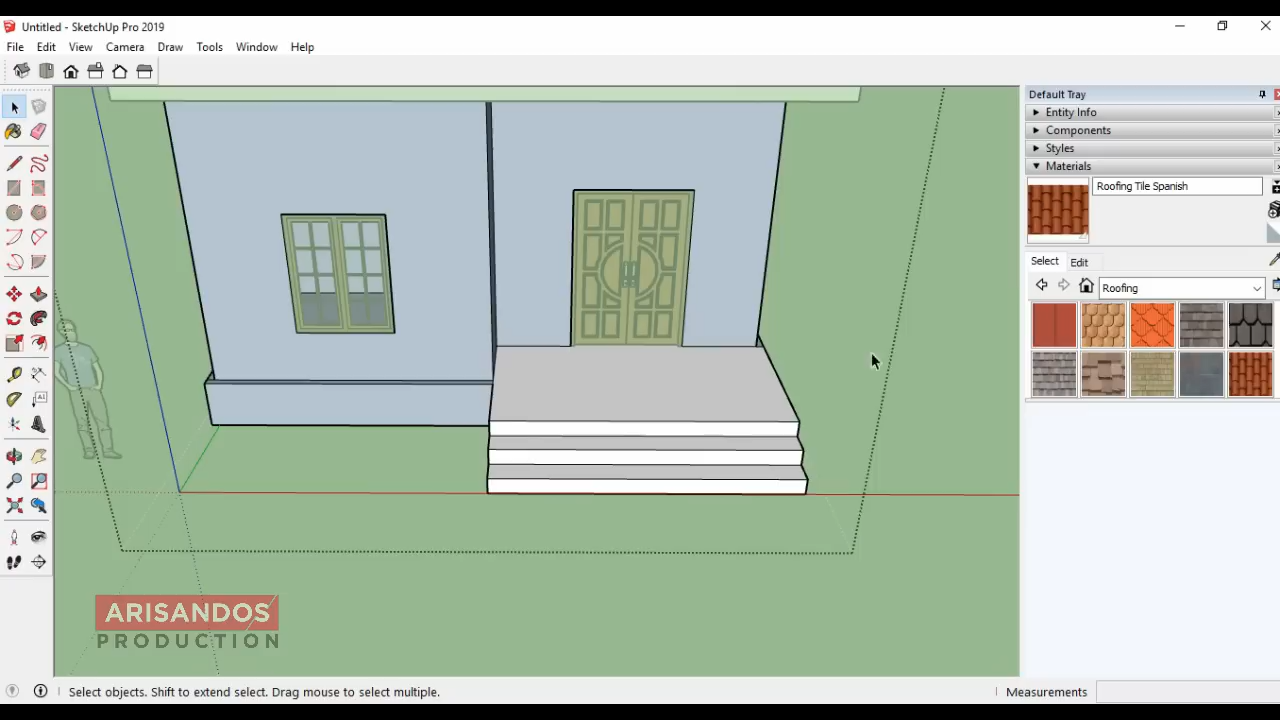 Untitled - SketchUp Pro 2019
File Edit View Camera Draw Tools Window Help
Default Tray
Entity Info
Components
Styles
Materials
Roofing Tile Spanish
Select Edit
Roofing
ARISANDOS
PRODUCTION
Select objects. Shift to extend select. Drag mouse to select multiple.
Measurements